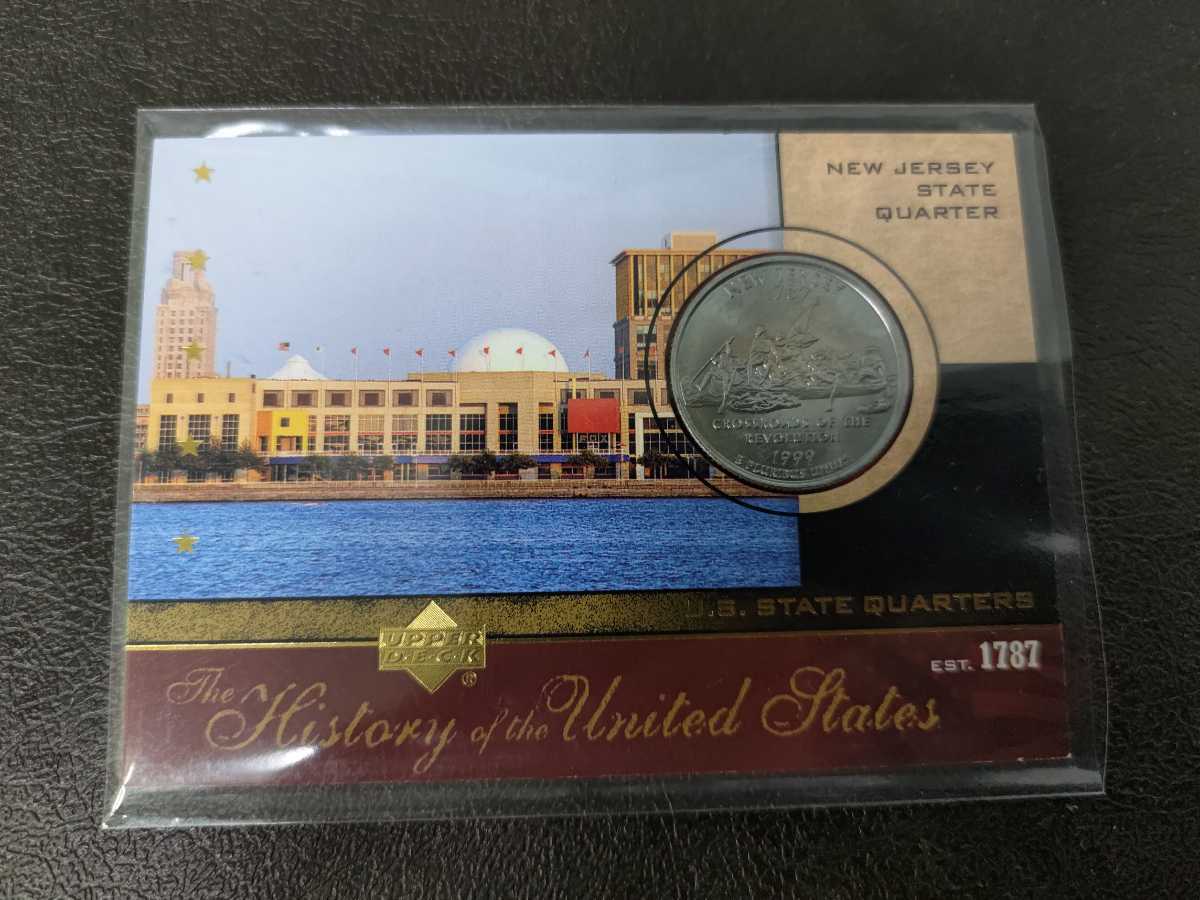 NEW JERSEY
STATE
QUARTER
NEW JERSEY
1787
CROSSROADS OF THE
REVOLUTION
1999
E PLURIBUS UNUM
U.S. STATE QUARTERS
UPPER
D·E·C·K
®
EST. 1787
The History of the United States